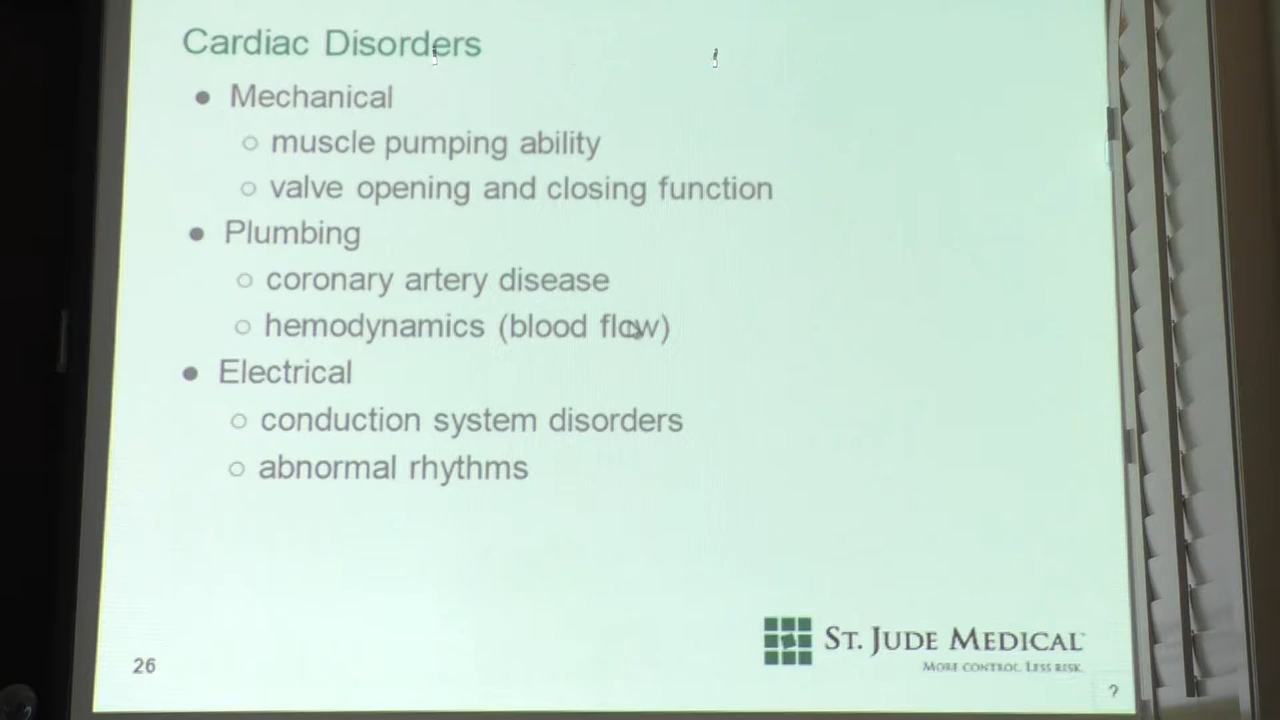 Cardiac Disorders
● Mechanical
○ muscle pumping ability
○ valve opening and closing function
● Plumbing
○ coronary artery disease
○ hemodynamics (blood flow)
● Electrical
○ conduction system disorders
○ abnormal rhythms
ST. JUDE MEDICAL
MORE CONTROL. LESS RISK.
26
?